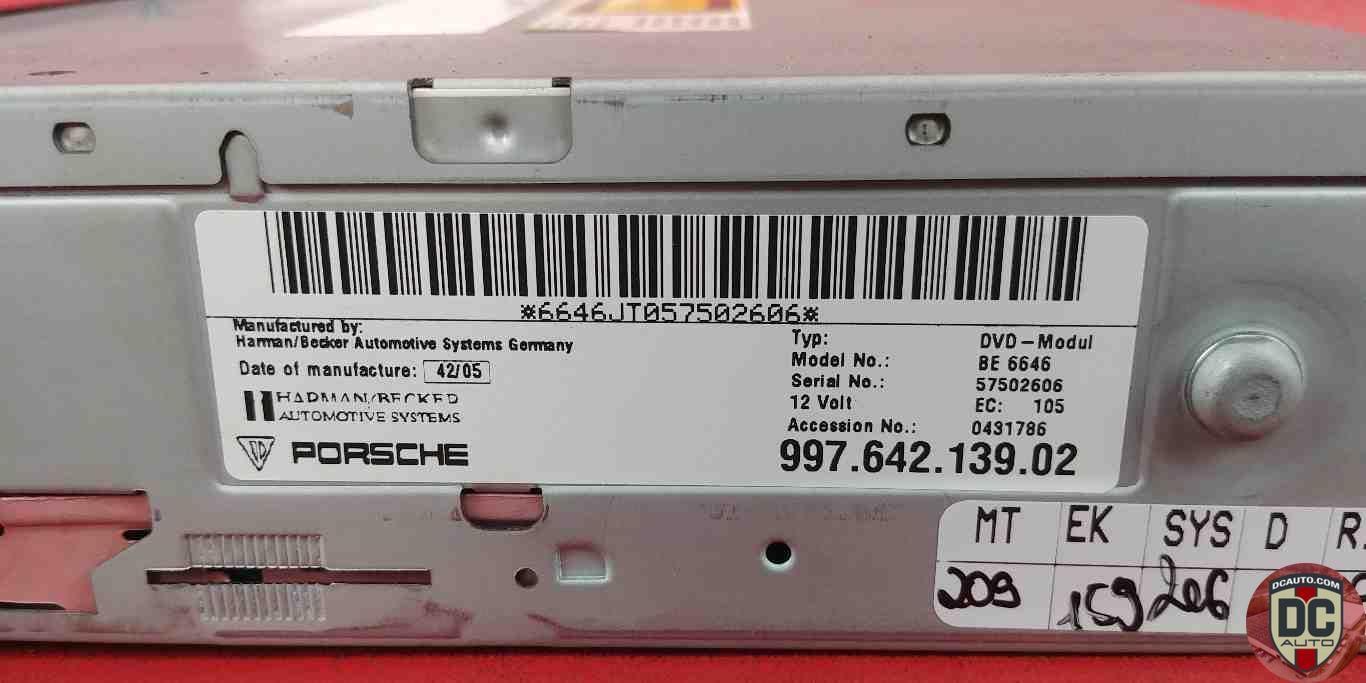 *6646JT057502606*
Manufactured by:
Harman/Becker Automotive Systems Germany
Date of manufacture: 42/05
HARMAN/BECKER
AUTOMOTIVE SYSTEMS
PORSCHE
Typ: DVD-Modul
Model No.: BE 6646
Serial No.: 57502606
12 Volt EC: 105
Accession No.: 0431786
997.642.139.02
MT EK SYS D R.
209 159 206
DCAUTO.COM
DC
AUTO